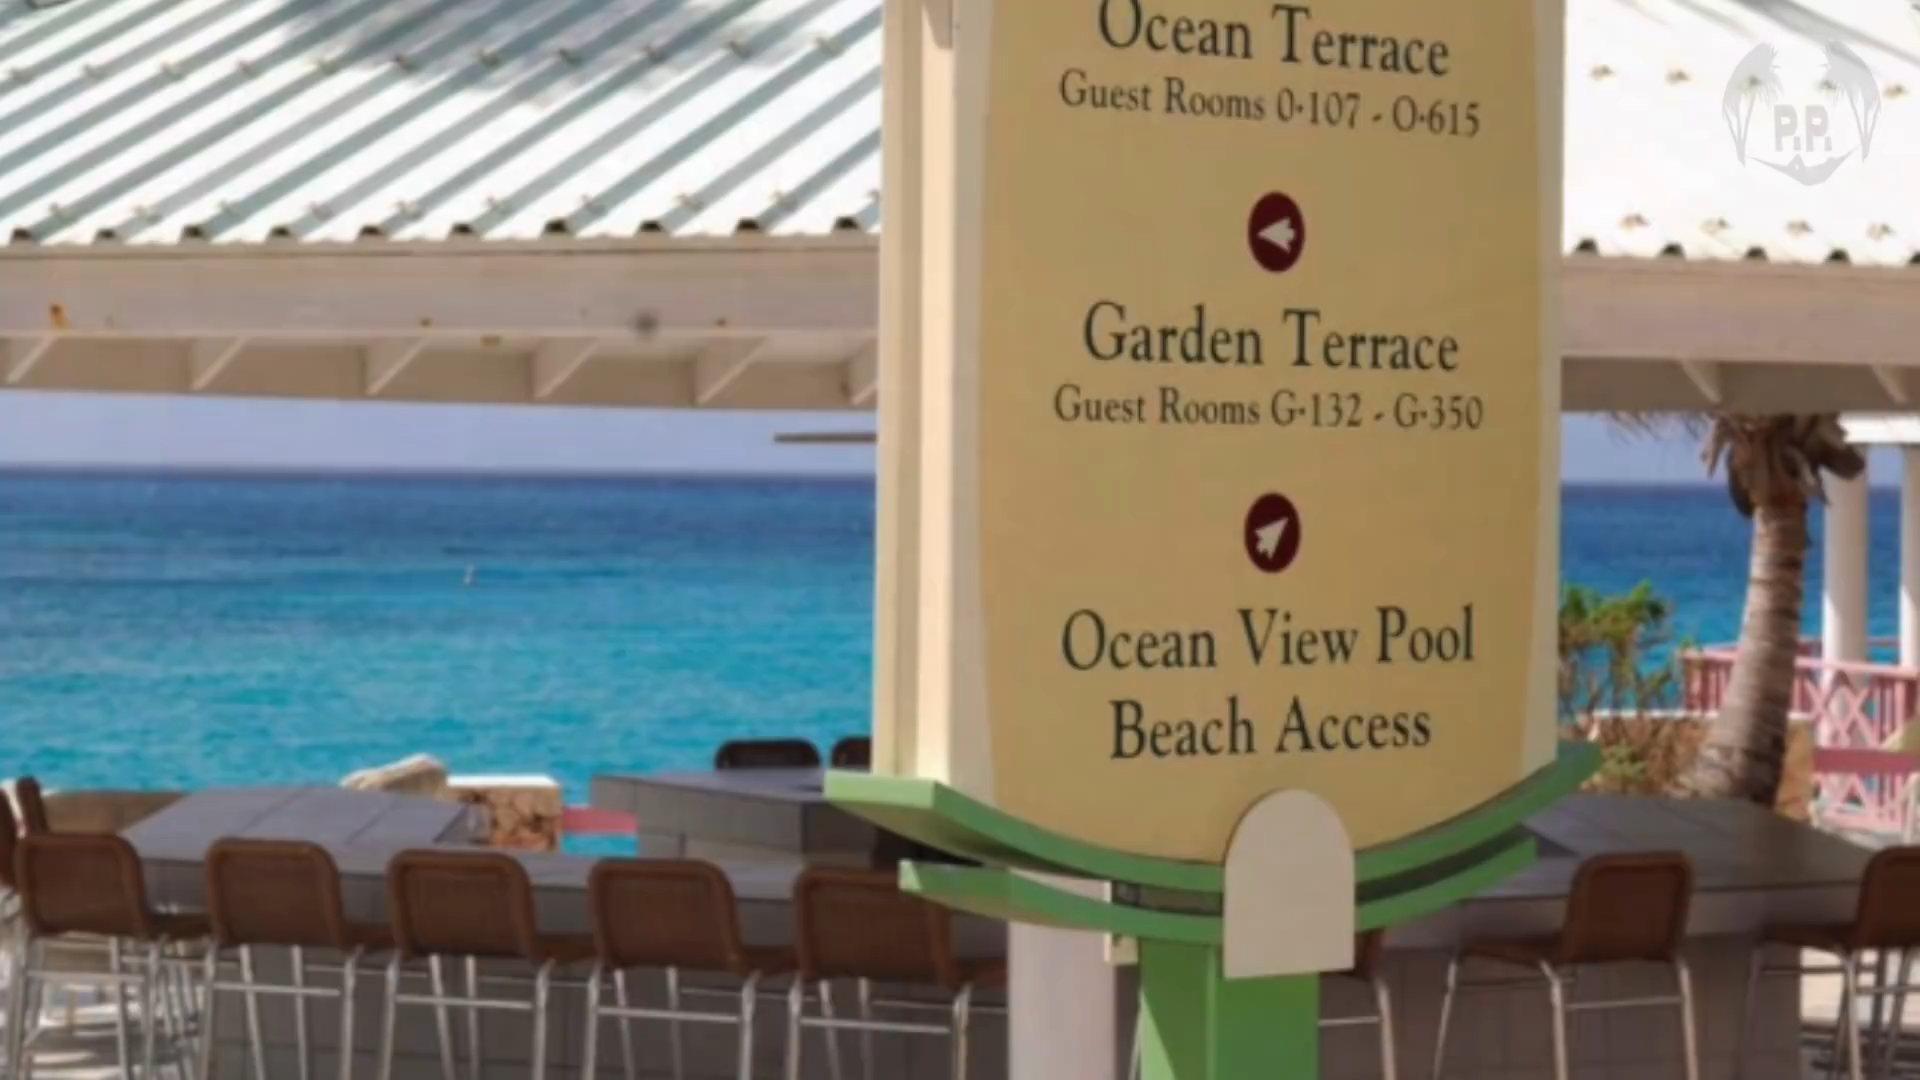 Ocean Terrace
Guest Rooms O·107 - O·615
Garden Terrace
Guest Rooms G·132 - G·350
Ocean View Pool
Beach Access
P.P.